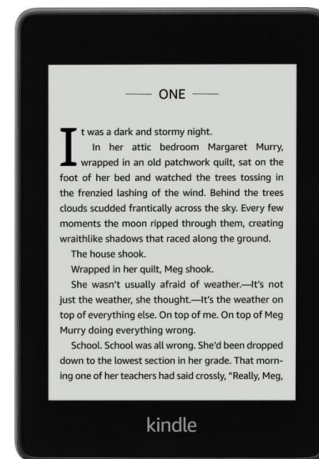 ONE
It was a dark and stormy night.
In her attic bedroom Margaret Murry,
wrapped in an old patchwork quilt, sat on the
foot of her bed and watched the trees tossing in
the frenzied lashing of the wind. Behind the trees
clouds scudded frantically across the sky. Every few
moments the moon ripped through them, creating
wraithlike shadows that raced along the ground.
The house shook.
Wrapped in her quilt, Meg shook.
She wasn't usually afraid of weather.—It's not
just the weather, she thought.—It's the weather on
top of everything else. On top of me. On top of Meg
Murry doing everything wrong.
School. School was all wrong. She'd been dropped
down to the lowest section in her grade. That morn-
ing one of her teachers had said crossly, "Really, Meg,
kindle